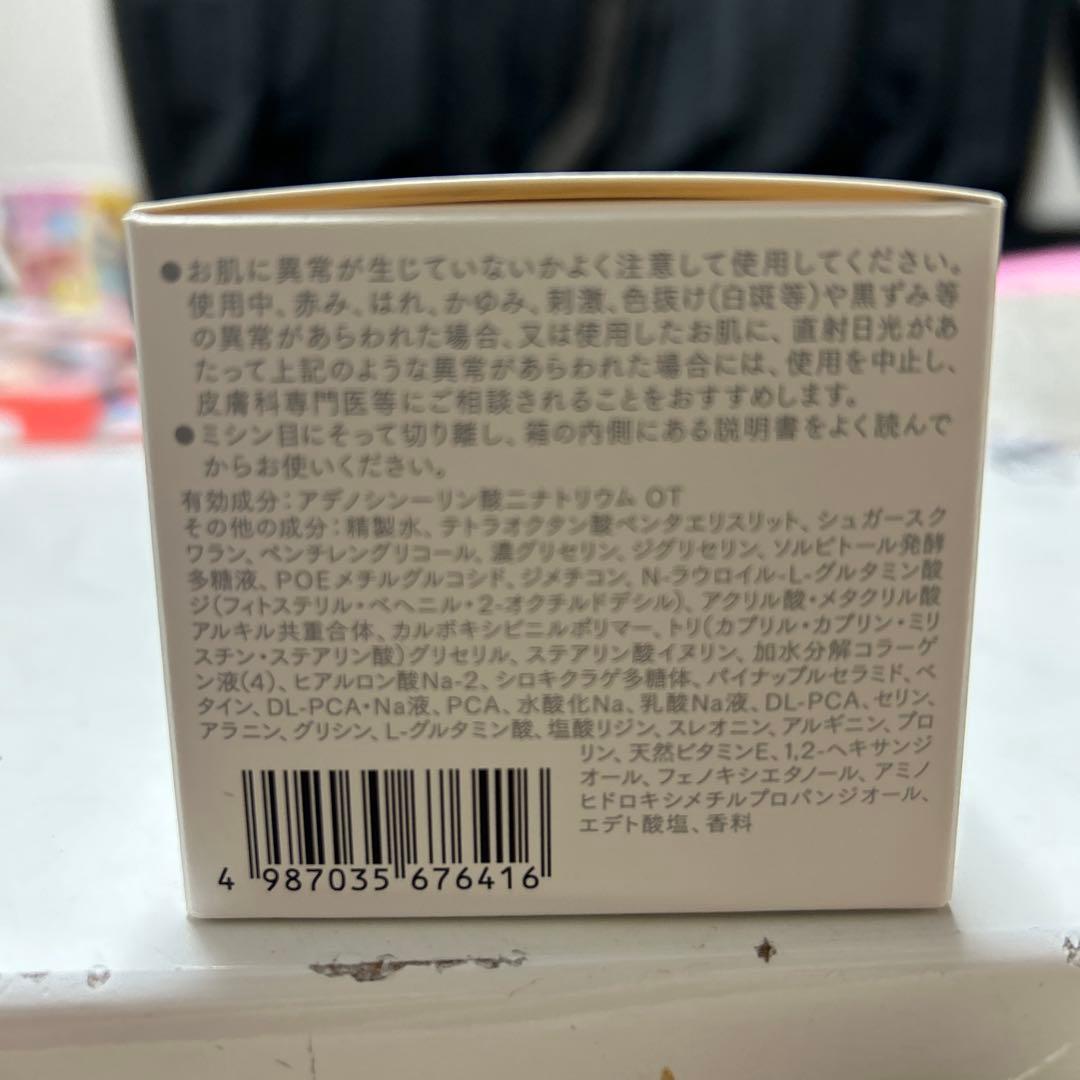 ●お肌に異常が生じていないかよく注意して使用してください。
使用中、赤み、はれ、かゆみ、刺激、色抜け(白斑等)や黒ずみ等
の異常があらわれた場合、又は使用したお肌に、直射日光があ
たって上記のような異常があらわれた場合には、使用を中止し、
皮膚科専門医等にご相談されることをおすすめします。
●ミシン目にそって切り離し、箱の内側にある説明書をよく読んで
からお使いください。
有効成分：アデノシン一リン酸二ナトリウム OT
その他の成分：精製水、テトラオクタン酸ペンタエリスリット、シュガースク
ワラン、ペンチレングリコール、濃グリセリン、ジグリセリン、ソルビトール発酵
多糖液、POEメチルグルコシド、ジメチコン、N-ラウロイル-L-グルタミン酸
ジ(フィトステリル・ベヘニル・2-オクチルドデシル)、アクリル酸・メタクリル酸
アルキル共重合体、カルボキシビニルポリマー、トリ(カプリル・カプリン・ミリ
スチン・ステアリン酸)グリセリル、ステアリン酸イヌリン、加水分解コラーゲ
ン液(4)、ヒアルロン酸Na-2、シロキクラゲ多糖体、パイナップルセラミド、ベ
タイン、DL-PCA・Na液、PCA、水酸化Na、乳酸Na液、DL-PCA、セリン、
アラニン、グリシン、L-グルタミン酸、塩酸リジン、スレオニン、アルギニン、プロ
リン、天然ビタミンE、1,2-ヘキサンジ
オール、フェノキシエタノール、アミノ
ヒドロキシメチルプロパンジオール、
エデト酸塩、香料
4 987035 676416